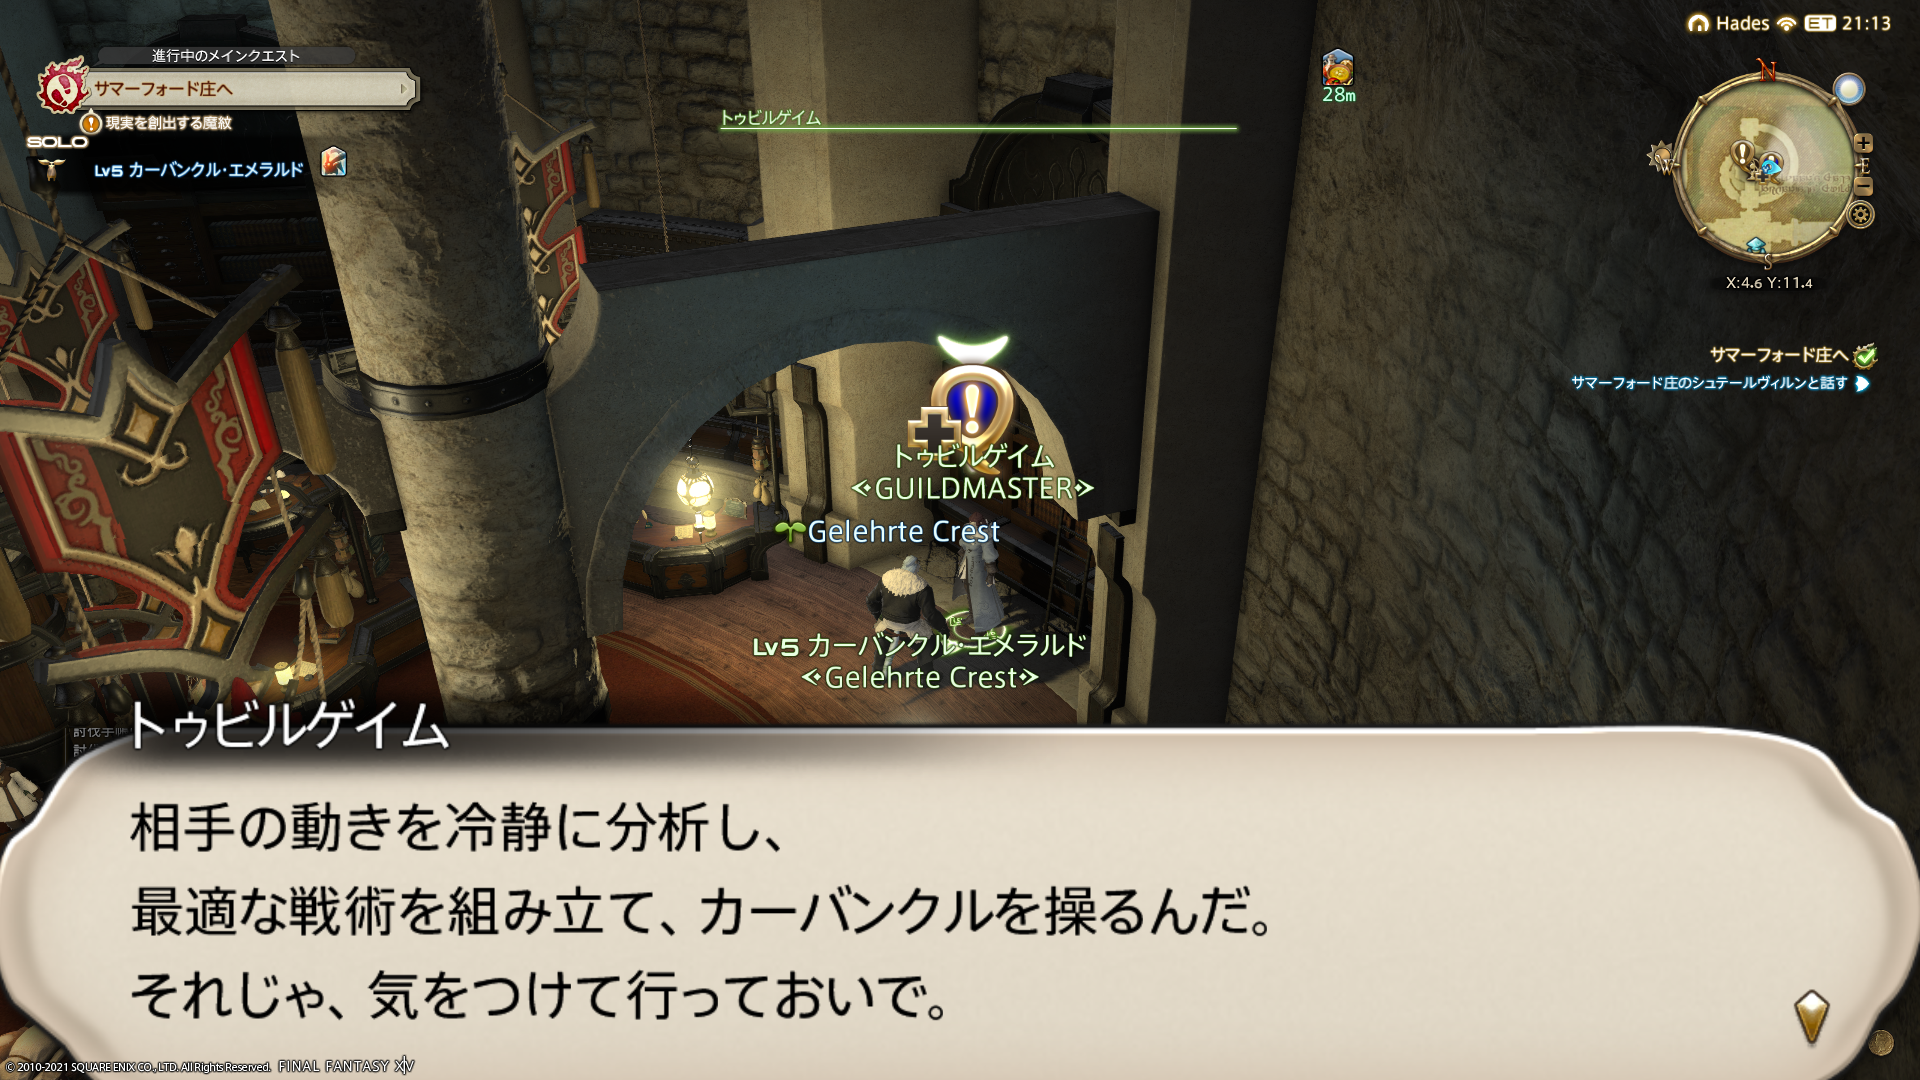 進行中のメインクエスト
サマーフォード庄へ
現実を創出する魔紋
SOLO
Lv5 カーバンクル・エメラルド
トゥビルゲイム
28m
Hades ET 21:13
N
E
W
S
X:4.6 Y:11.4
サマーフォード庄へ
サマーフォード庄のシュテールヴィルンと話す
トゥビルゲイム
GUILDMASTER
Gelehrte Crest
Lv5 カーバンクル・エメラルド
Gelehrte Crest
討伐手
トゥビルゲイム
相手の動きを冷静に分析し、
最適な戦術を組み立て、カーバンクルを操るんだ。
それじゃ、気をつけて行っておいで。
© 2010-2021 SQUARE ENIX CO., LTD. All Rights Reserved. FINAL FANTASY XIV